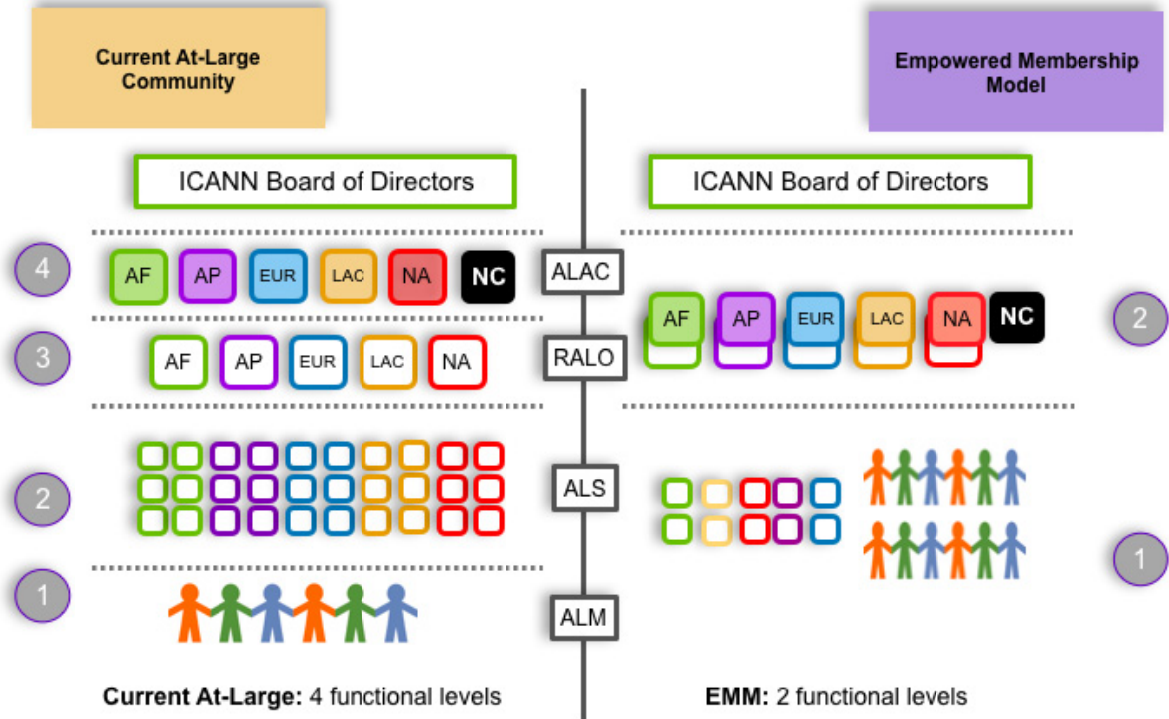 Current At-Large
Community
Empowered Membership
Model
ICANN Board of Directors
ICANN Board of Directors
4
AF
AP
EUR
LAC
NA
NC
ALAC
AF
AP
EUR
LAC
NA
NC
2
3
AF
AP
EUR
LAC
NA
RALO
2
ALS
1
1
ALM
Current At-Large: 4 functional levels
EMM: 2 functional levels